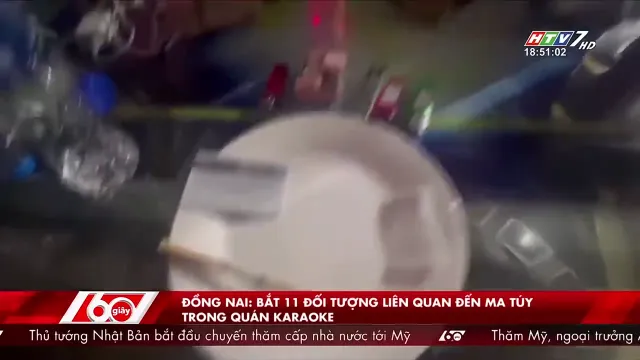 HTV7 HD
18:51:02
60 giây
ĐỒNG NAI: BẮT 11 ĐỐI TƯỢNG LIÊN QUAN ĐẾN MA TÚY
TRONG QUÁN KARAOKE
Thủ tướng Nhật Bản bắt đầu chuyến thăm cấp nhà nước tới Mỹ 60 giây Thăm Mỹ, ngoại trưởng